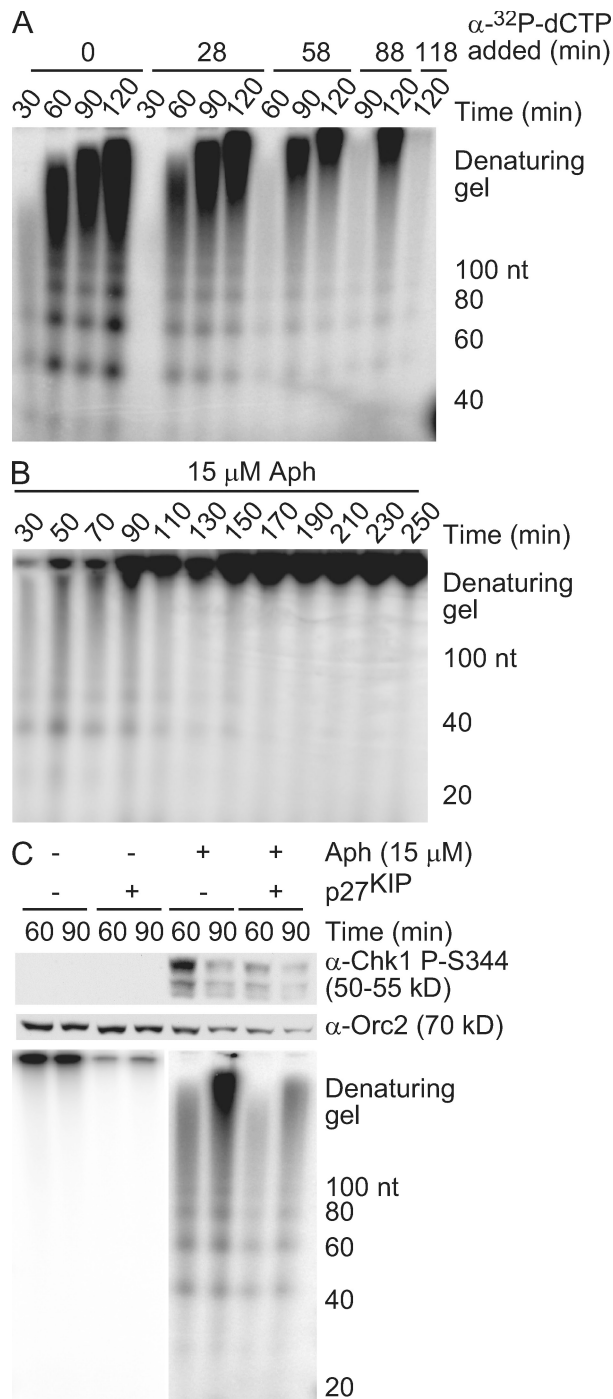 A
α-³²P-dCTP
0 28 58 88 118 added (min)
30 60 90 120 30 60 90 120 60 90 120 90 120 120 Time (min)
Denaturing
gel
100 nt
80
60
40
B
15 μM Aph
30 50 70 90 110 130 150 170 190 210 230 250 Time (min)
Denaturing
gel
100 nt
40
20
C
- - + + Aph (15 μM)
- + - + p27ᴷᴵᴾ
60 90 60 90 60 90 60 90 Time (min)
α-Chk1 P-S344
(50-55 kD)
α-Orc2 (70 kD)
Denaturing
gel
100 nt
80
60
40
20